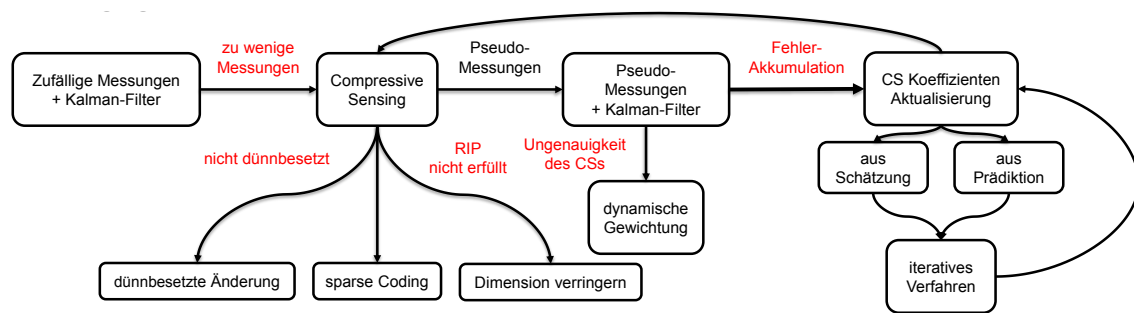 zu wenige
Messungen
Pseudo-
Messungen
Fehler-
Akkumulation
Zufällige Messungen
+ Kalman-Filter
Compressive
Sensing
Pseudo-
Messungen
+ Kalman-Filter
CS Koeffizienten
Aktualisierung
nicht dünnbesetzt
RIP
nicht erfüllt
Ungenauigkeit
des CSs
aus
Schätzung
aus
Prädiktion
dynamische
Gewichtung
dünnbesetzte Änderung
sparse Coding
Dimension verringern
iteratives
Verfahren